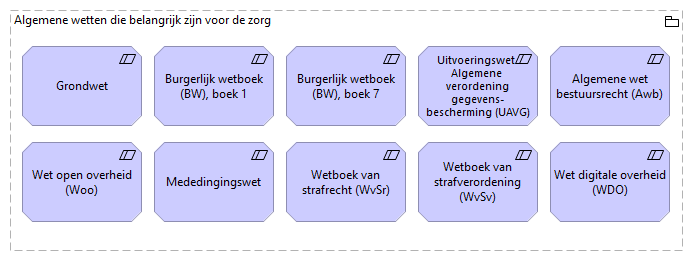 Algemene wetten die belangrijk zijn voor de zorg
Grondwet
Burgerlijk wetboek
(BW), boek 1
Burgerlijk wetboek
(BW), boek 7
Uitvoeringswet
Algemene
verordening
gegevens-
bescherming (UAVG)
Algemene wet
bestuursrecht (Awb)
Wet open overheid
(Woo)
Mededingingswet
Wetboek van
strafrecht (WvSr)
Wetboek van
strafverordening
(WvSv)
Wet digitale overheid
(WDO)